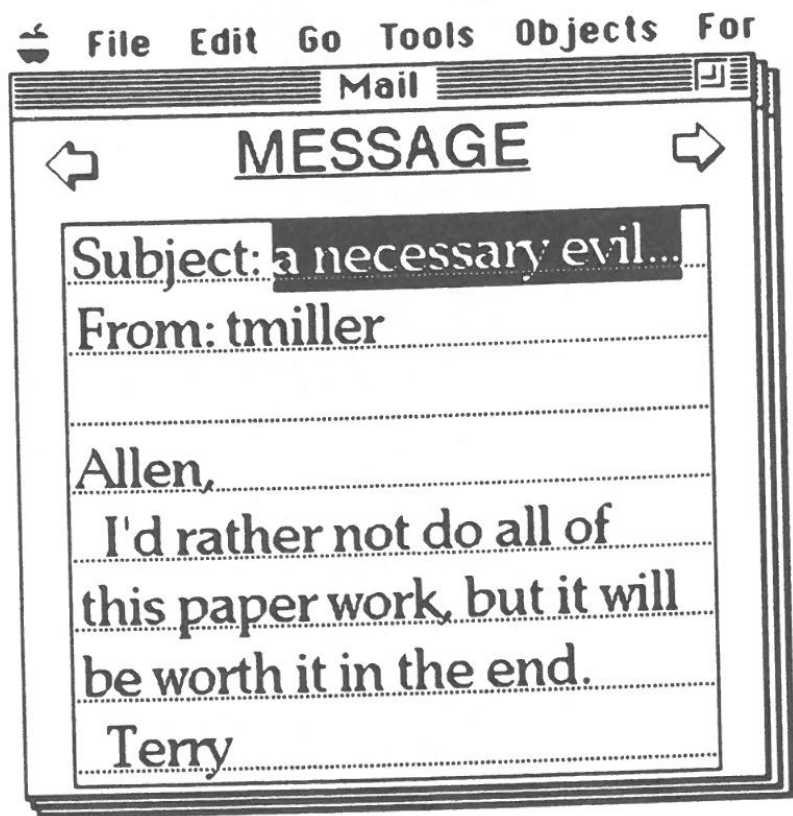 File Edit Go Tools Objects For
Mail
MESSAGE
Subject: a necessary evil...
From: tmiller
Allen,
I'd rather not do all of
this paper work, but it will
be worth it in the end.
Terry